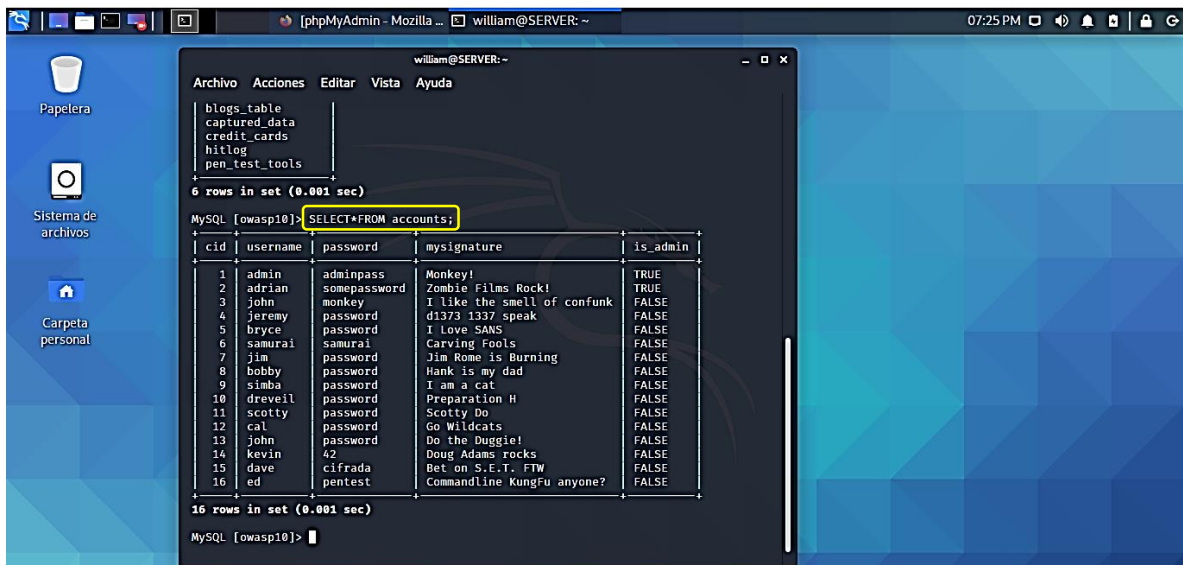 [phpMyAdmin - Mozilla ... william@SERVER: ~ 07:25 PM
Papelera
Sistema de
archivos
Carpeta
personal
william@SERVER: ~
Archivo Acciones Editar Vista Ayuda
| blogs_table |
| captured_data |
| credit_cards |
| hitlog |
| pen_test_tools |
6 rows in set (0.001 sec)
MySQL [owasp10]> SELECT*FROM accounts;
| cid | username | password | mysignature | is_admin |
| 1 | admin | adminpass | Monkey! | TRUE |
| 2 | adrian | somepassword | Zombie Films Rock! | TRUE |
| 3 | john | monkey | I like the smell of confunk | FALSE |
| 4 | jeremy | password | d1373 1337 speak | FALSE |
| 5 | bryce | password | I Love SANS | FALSE |
| 6 | samurai | samurai | Carving Fools | FALSE |
| 7 | jim | password | Jim Rome is Burning | FALSE |
| 8 | bobby | password | Hank is my dad | FALSE |
| 9 | simba | password | I am a cat | FALSE |
| 10 | dreveil | password | Preparation H | FALSE |
| 11 | scotty | password | Scotty Do | FALSE |
| 12 | cal | password | Go Wildcats | FALSE |
| 13 | john | password | Do the Duggie! | FALSE |
| 14 | kevin | 42 | Doug Adams rocks | FALSE |
| 15 | dave | cifrada | Bet on S.E.T. FTW | FALSE |
| 16 | ed | pentest | Commandline KungFu anyone? | FALSE |
16 rows in set (0.001 sec)
MySQL [owasp10]>